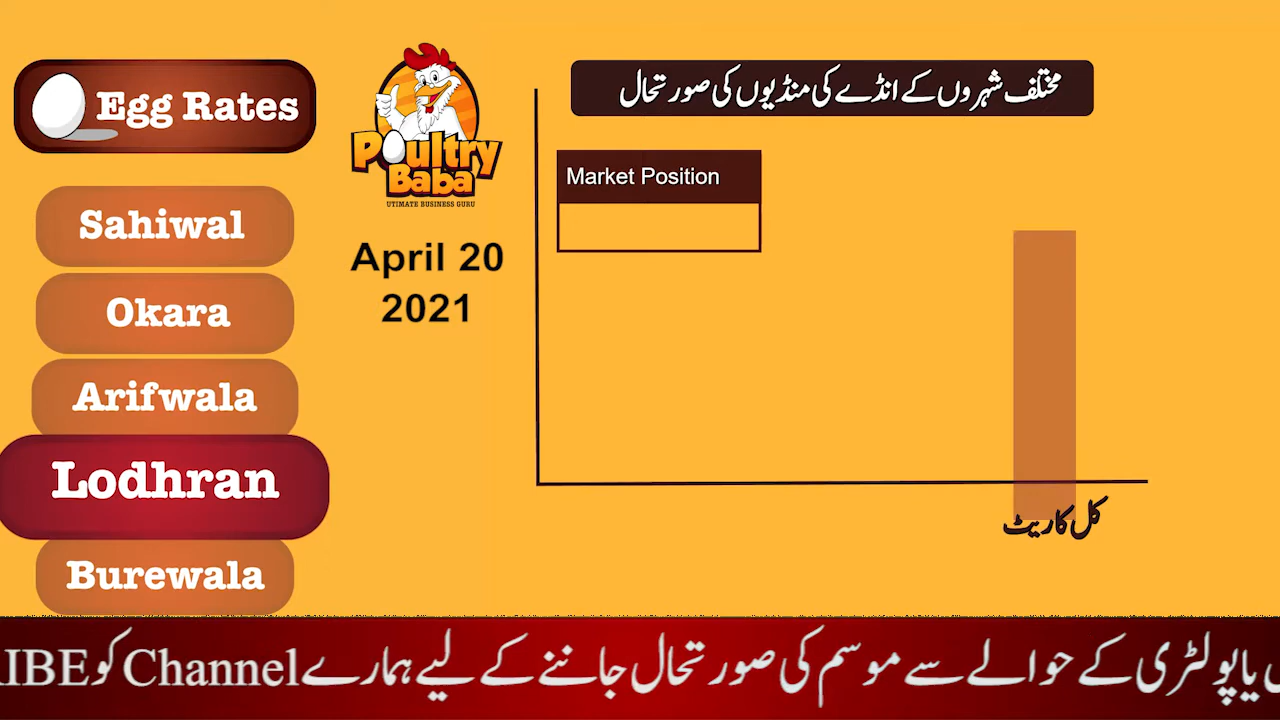 Egg Rates
Sahiwal
Okara
Arifwala
Lodhran
Burewala
Poultry
Baba
UTIMATE BUSINESS GURU
April 20
2021
مختلف شہروں کے انڈے کی منڈیوں کی صورتحال
Market Position
کل کا ریٹ
یا پولٹری کے حوالے سے موسم کی صورتحال جاننے کے لیے ہمارے Channel کو